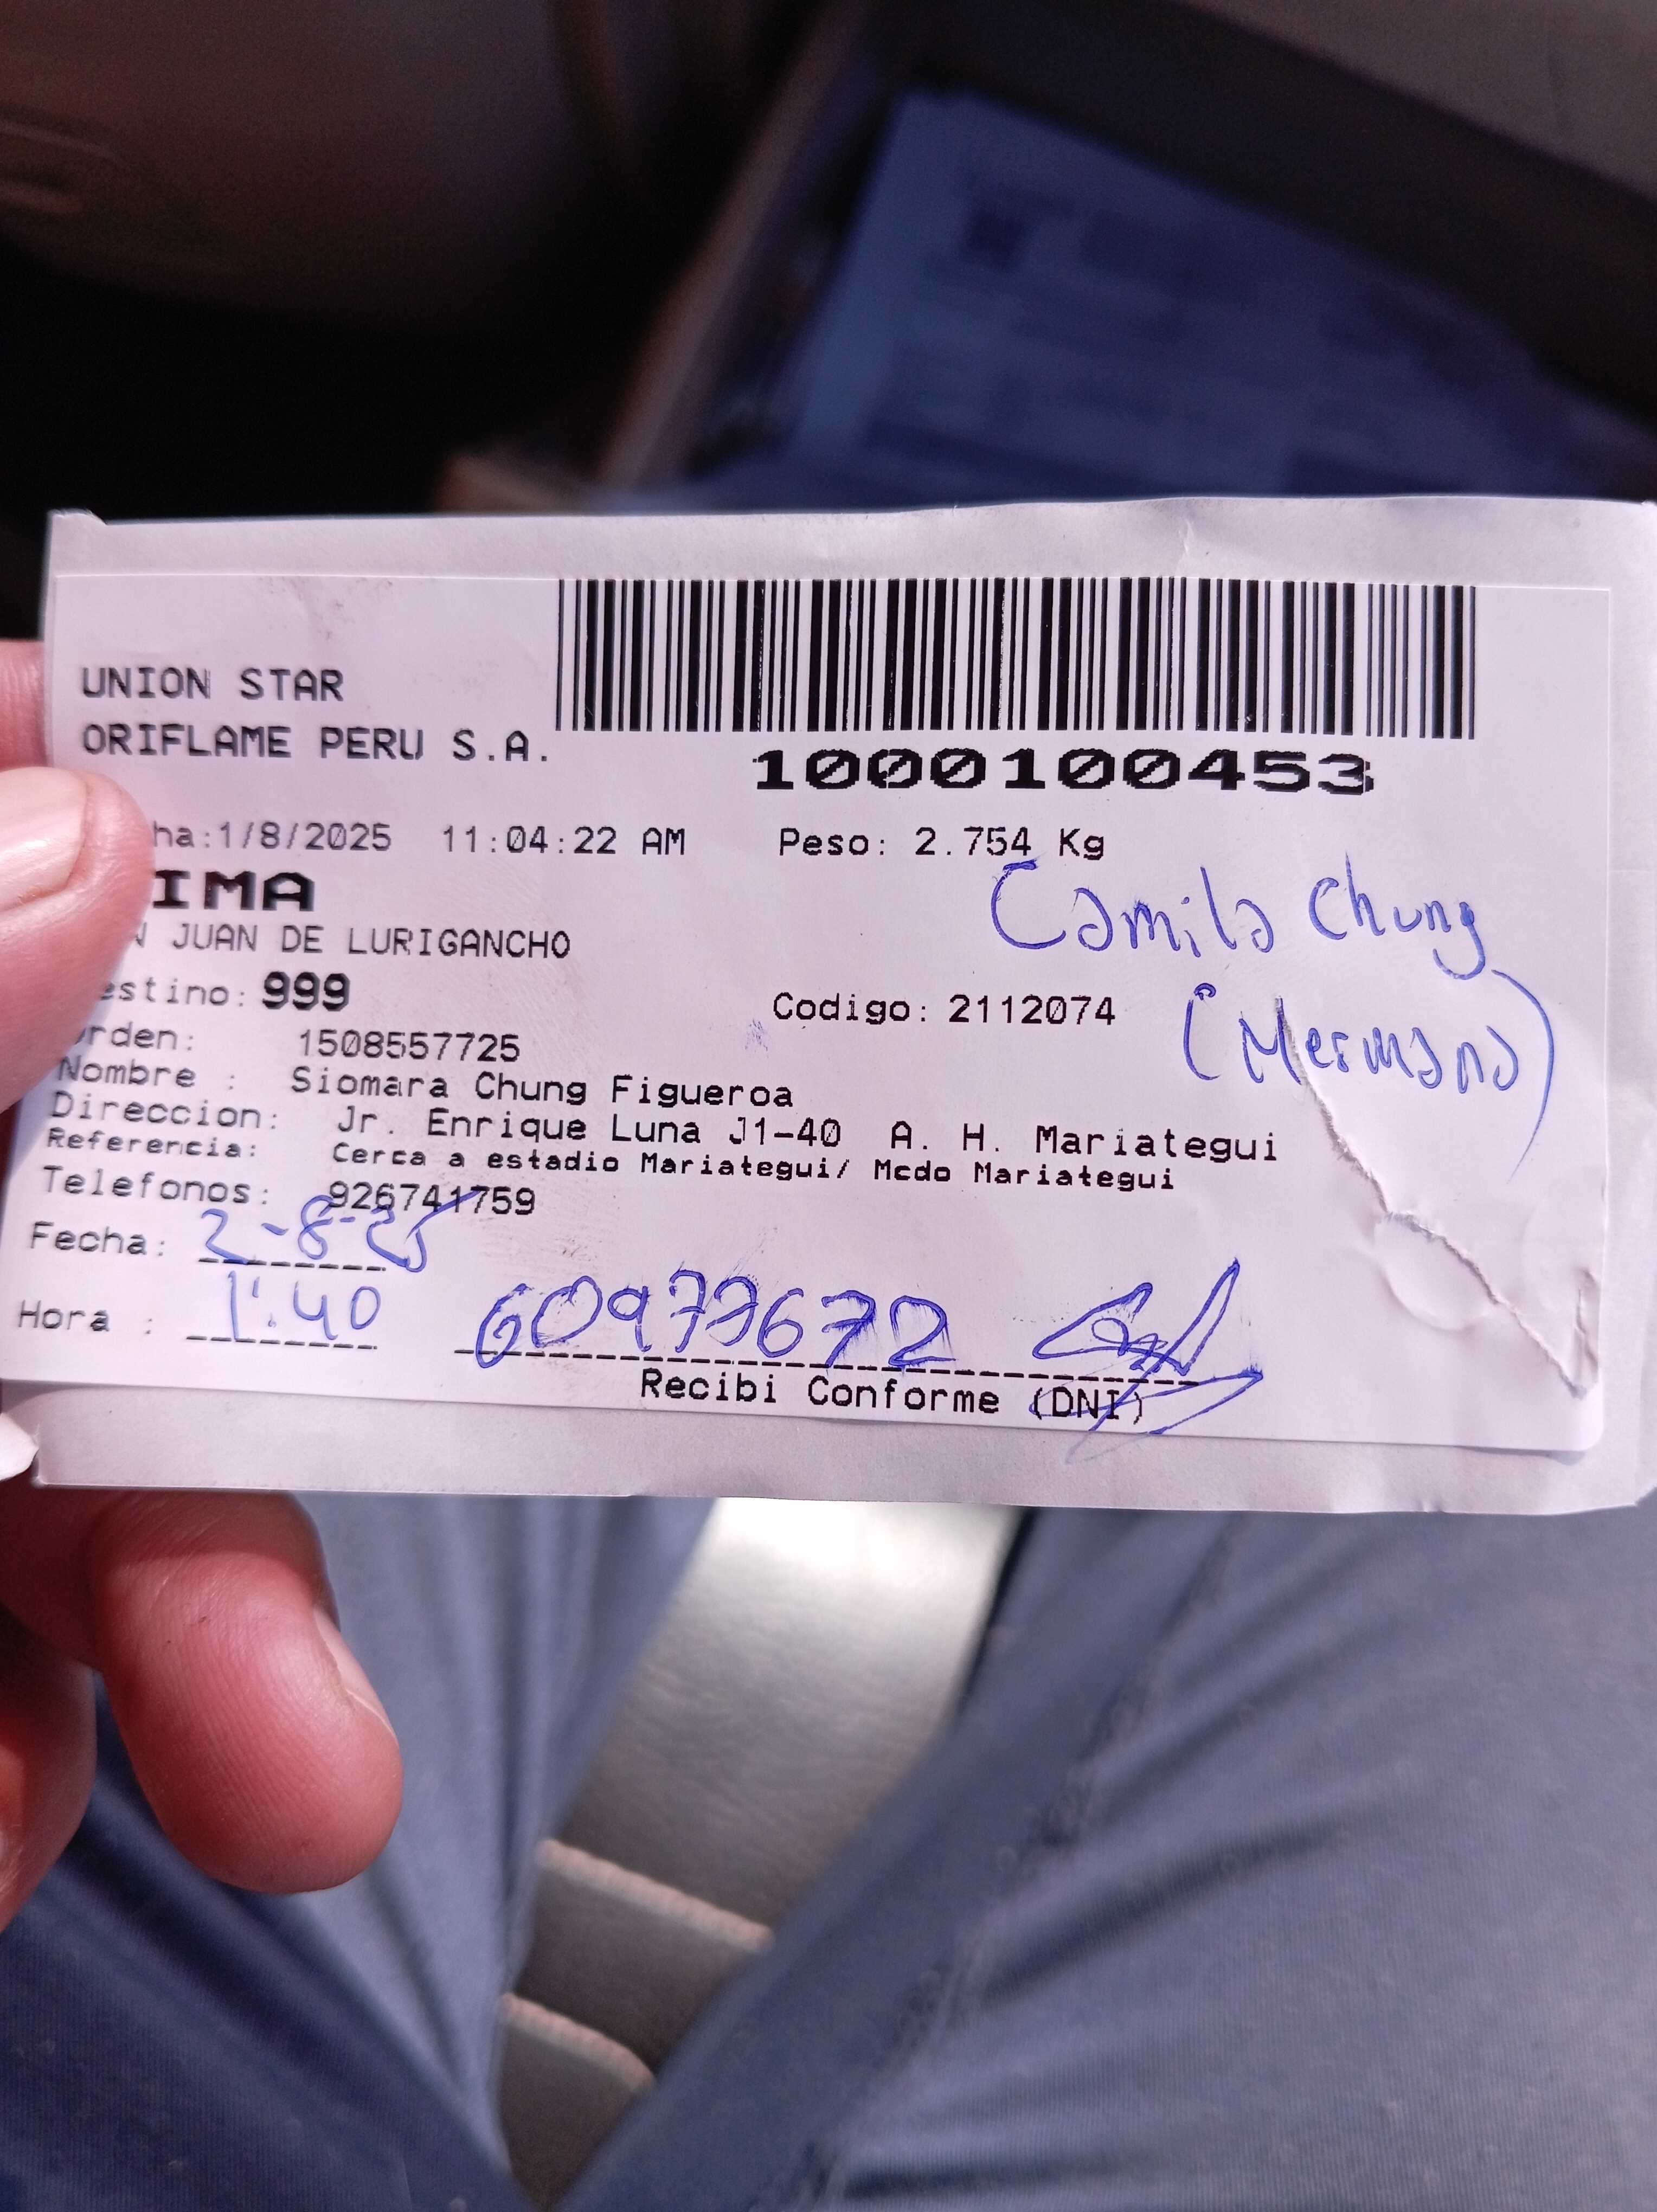 UNION STAR
ORIFLAME PERU S.A.
1000100453
ha:1/8/2025 11:04:22 AM Peso: 2.754 Kg
IMA
Camila Chung
N JUAN DE LURIGANCHO
estino: 999 Codigo: 2112074
(Hermana)
orden: 1508557725
Nombre : Siomara Chung Figueroa
Direccion: Jr. Enrique Luna J1-40 A. H. Mariategui
Referencia: Cerca a estadio Mariategui/ Mcdo Mariategui
Telefonos: 926741759
Fecha: 2-8-25
Hora : 1:40
60977672
Recibi Conforme (DNI)